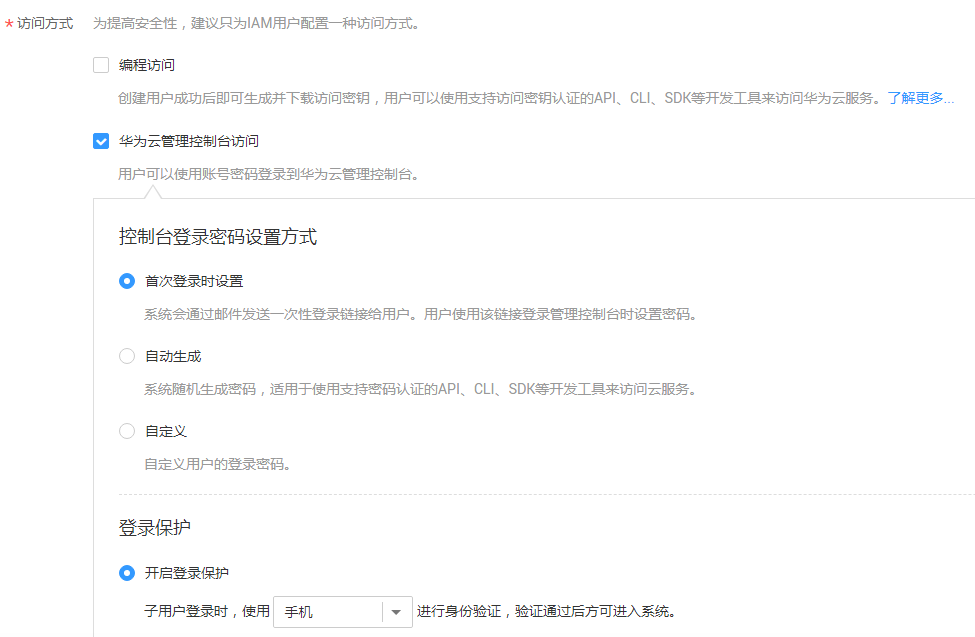 *访问方式 为提高安全性，建议只为IAM用户配置一种访问方式。
编程访问
创建用户成功后即可生成并下载访问密钥，用户可以使用支持访问密钥认证的API、CLI、SDK等开发工具来访问华为云服务。了解更多...
华为云管理控制台访问
用户可以使用账号密码登录到华为云管理控制台。
控制台登录密码设置方式
首次登录时设置
系统会通过邮件发送一次性登录链接给用户。用户使用该链接登录管理控制台时设置密码。
自动生成
系统随机生成密码，适用于使用支持密码认证的API、CLI、SDK等开发工具来访问云服务。
自定义
自定义用户的登录密码。
登录保护
开启登录保护
子用户登录时，使用 手机 进行身份验证，验证通过后方可进入系统。